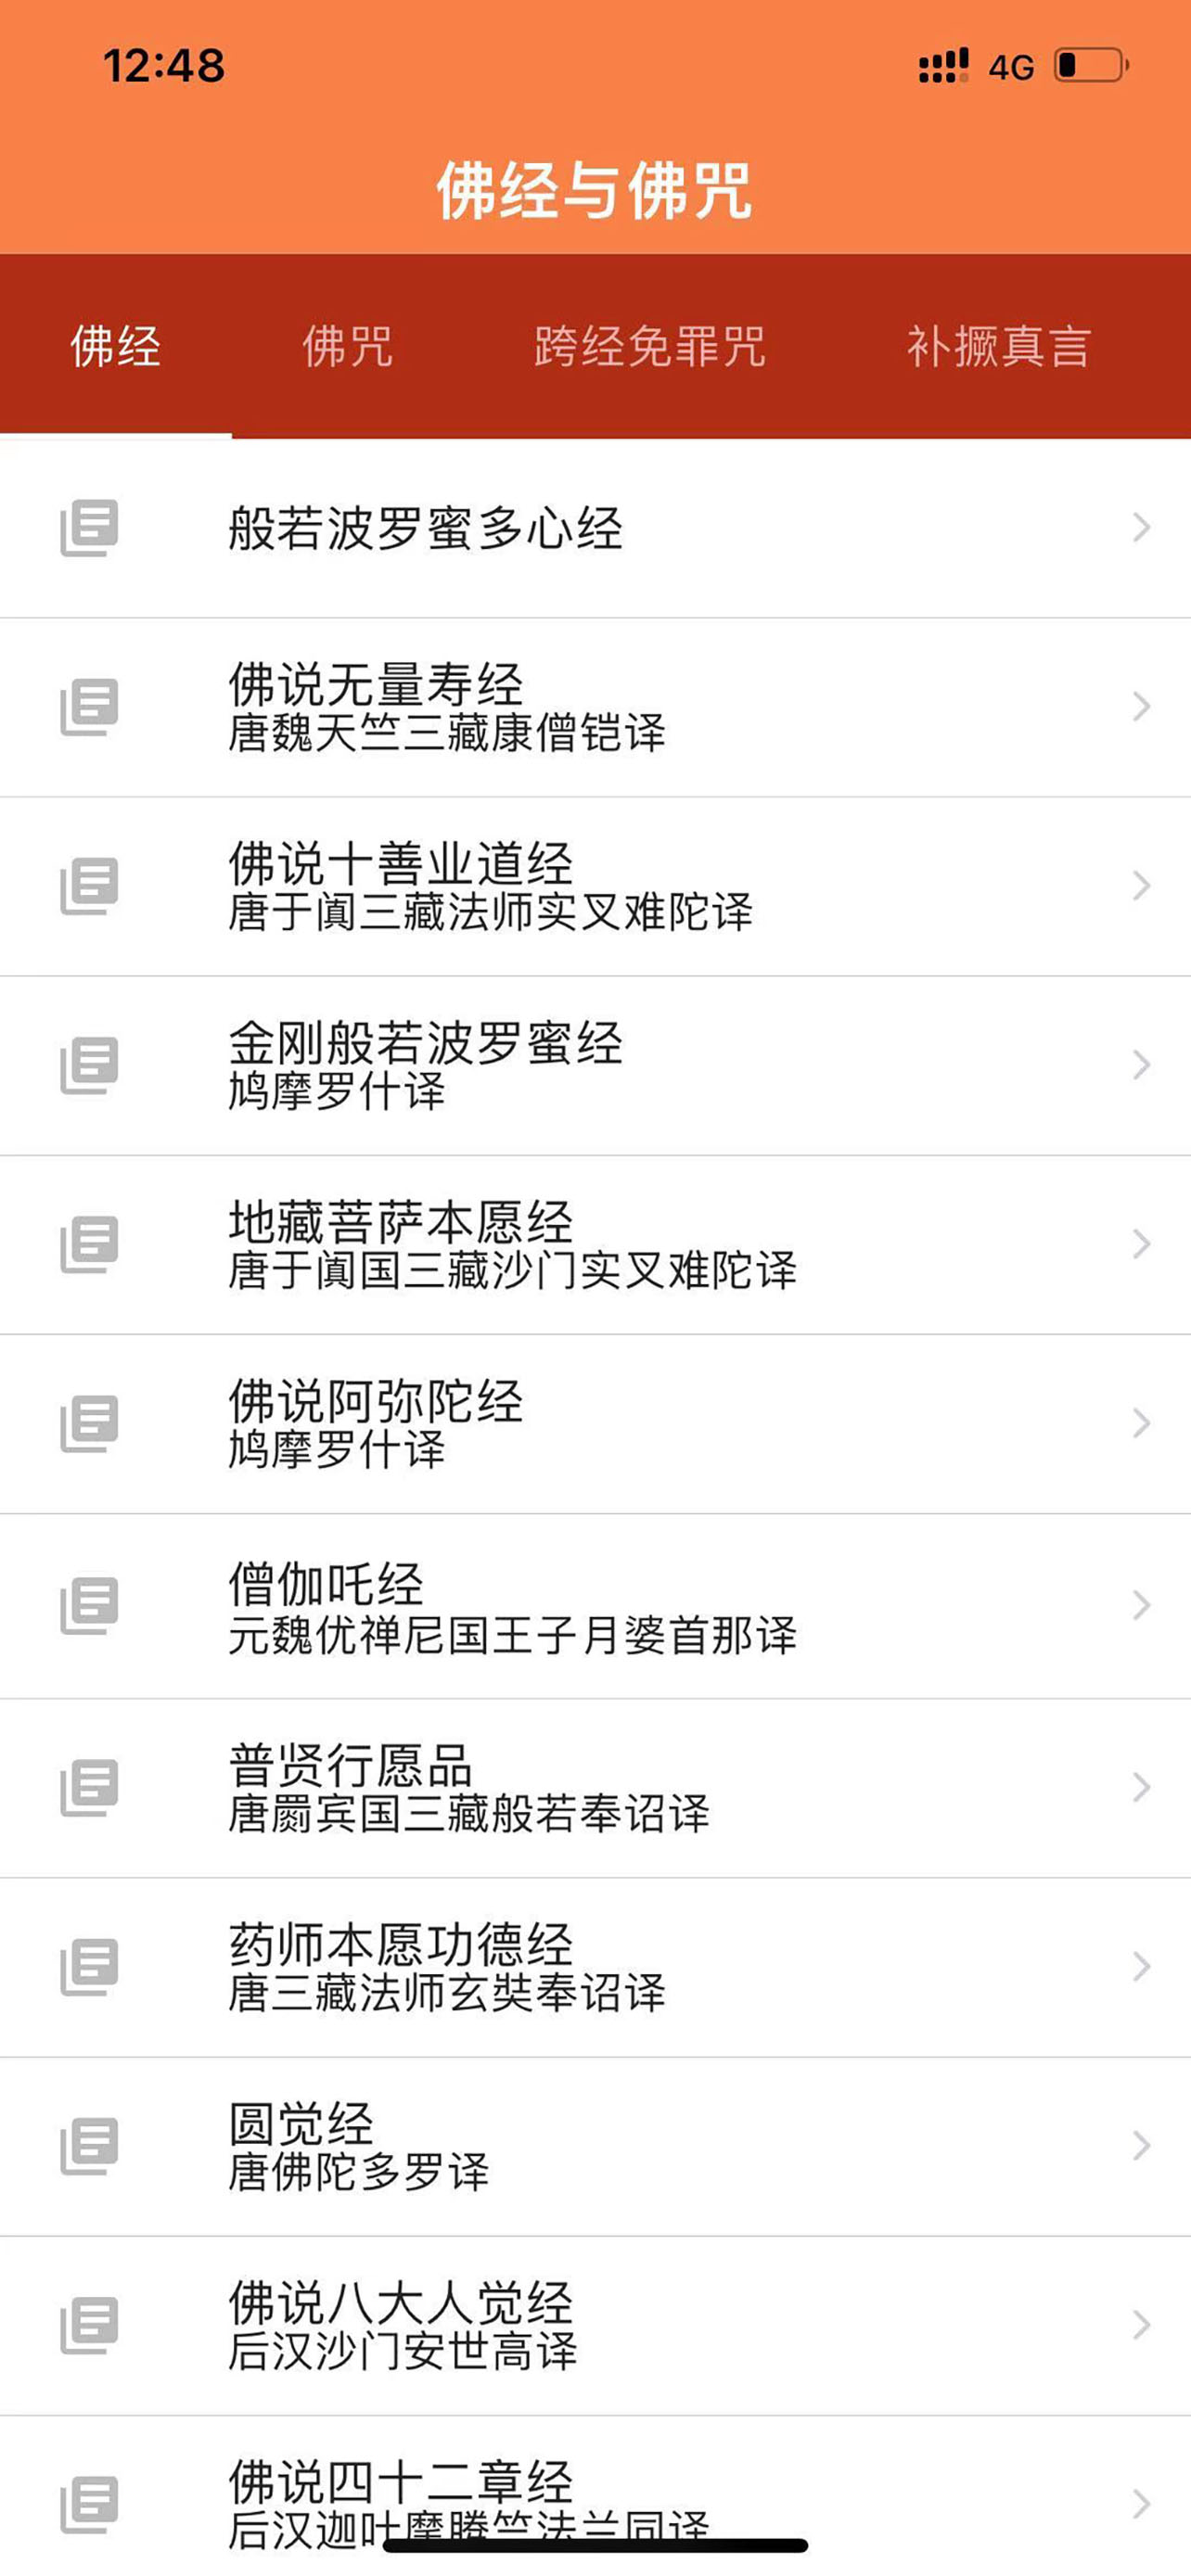 12:48
4G
佛经与佛咒
佛经 佛咒 跨经免罪咒 补撅真言
般若波罗蜜多心经
佛说无量寿经
唐魏天竺三藏康僧铠译
佛说十善业道经
唐于阗三藏法师实叉难陀译
金刚般若波罗蜜经
鸠摩罗什译
地藏菩萨本愿经
唐于阗国三藏沙门实叉难陀译
佛说阿弥陀经
鸠摩罗什译
僧伽吒经
元魏优禅尼国王子月婆首那译
普贤行愿品
唐罽宾国三藏般若奉诏译
药师本愿功德经
唐三藏法师玄奘奉诏译
圆觉经
唐佛陀多罗译
佛说八大人觉经
后汉沙门安世高译
佛说四十二章经
后汉迦叶摩腾竺法兰同译